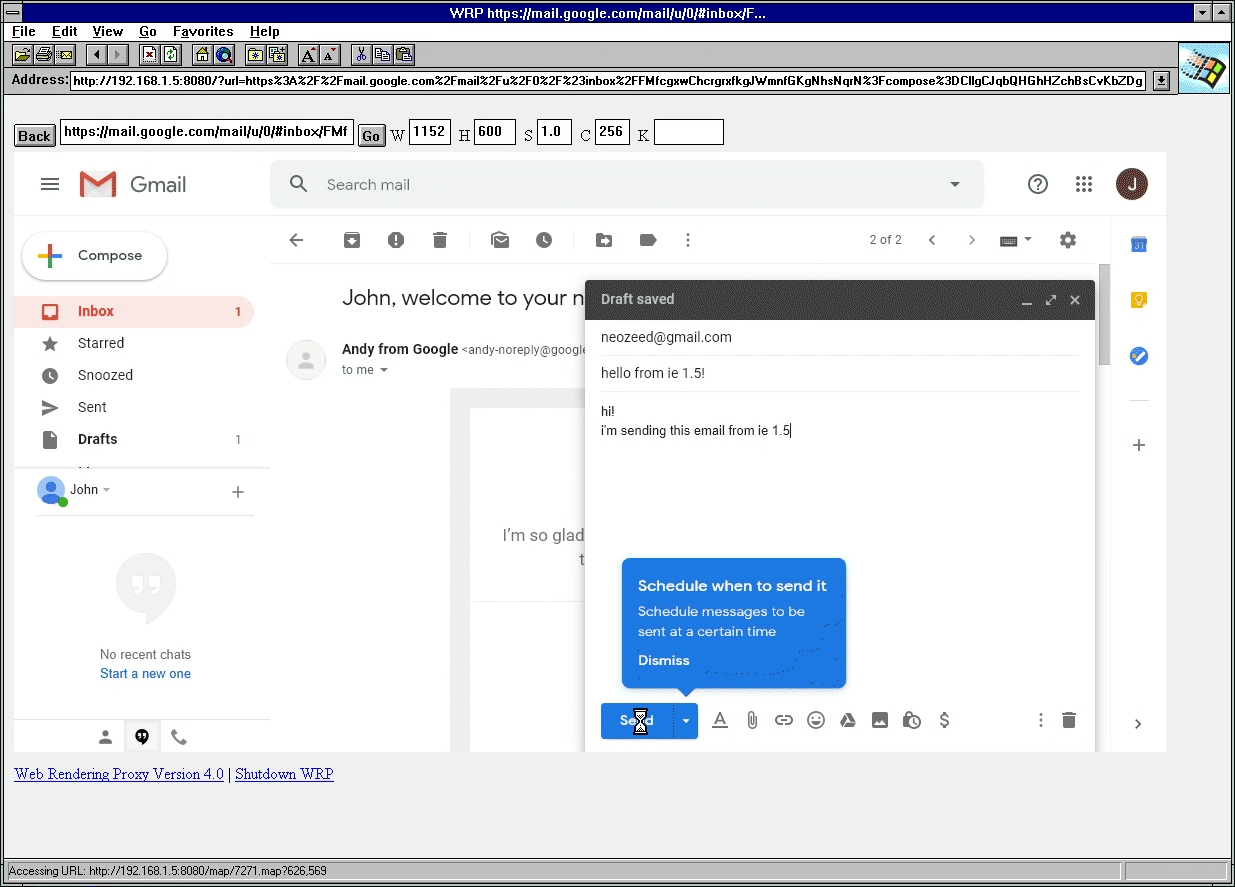 WRP https://mail.google.com/mail/u/0/#inbox/F...
File Edit View Go Favorites Help
Address: http://192.168.1.5:8080/?url=https%3A%2F%2Fmail.google.com%2Fmail%2Fu%2F0%2F%23inbox%2FFMfcgxwChcrgrxfkgJWmnfGKgNhsNqrN%3Fcompose%3DCllgCJqbQHGhHZchBsCvKbZDg
Back https://mail.google.com/mail/u/0/#inbox/FMf Go W 1152 H 600 S 1.0 C 256 K
Gmail
Search mail
J
Compose
2 of 2
31
Inbox 1
Starred
Snoozed
Sent
Drafts 1
John
No recent chats
Start a new one
John, welcome to your n
Andy from Google <andy-noreply@google
to me
I'm so glad
t
Draft saved
neozeed@gmail.com
hello from ie 1.5!
hi!
i'm sending this email from ie 1.5
Schedule when to send it
Schedule messages to be
sent at a certain time
Dismiss
Send
Web Rendering Proxy Version 4.0 | Shutdown WRP
Accessing URL: http://192.168.1.5:8080/map/7271.map?626,569